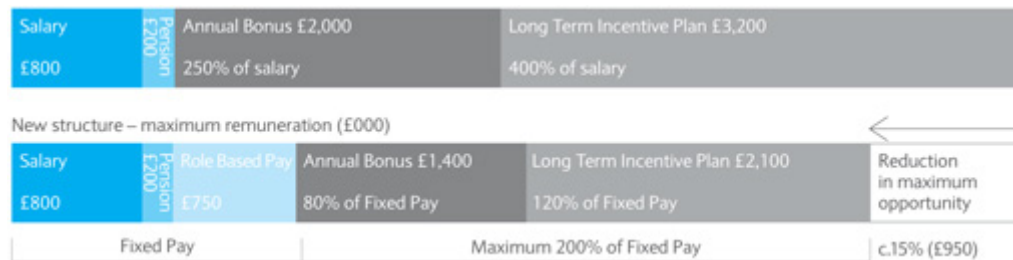 Salary
£800
Pension
£200
Annual Bonus £2,000
250% of salary
Long Term Incentive Plan £3,200
400% of salary
New structure – maximum remuneration (£000)
Salary
£800
Pension
£200
Role Based Pay
£750
Annual Bonus £1,400
80% of Fixed Pay
Long Term Incentive Plan £2,100
120% of Fixed Pay
Reduction
in maximum
opportunity
Fixed Pay
Maximum 200% of Fixed Pay
c.15% (£950)